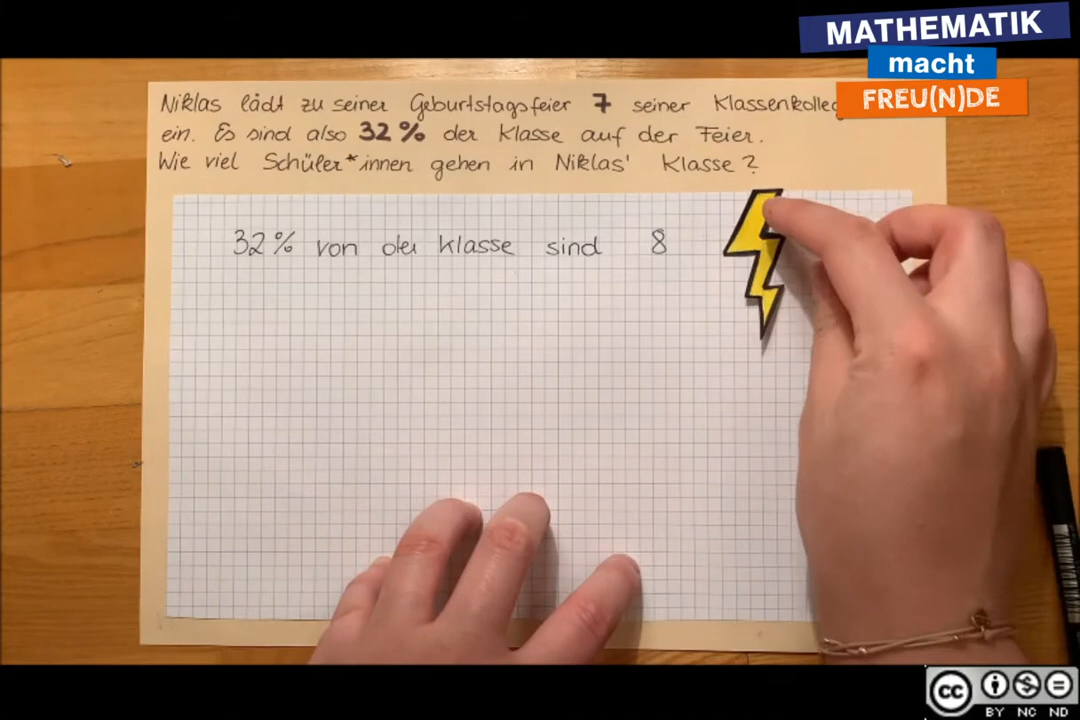 MATHEMATIK
macht
FREU(N)DE
Niklas lädt zu seiner Geburtstagsfeier 7 seiner
ein. Es sind also 32% der Klasse auf der Feier.
Wie viel Schüler*innen gehen in Niklas' Klasse?
32% von der Klasse sind 8
cc
BY NC ND